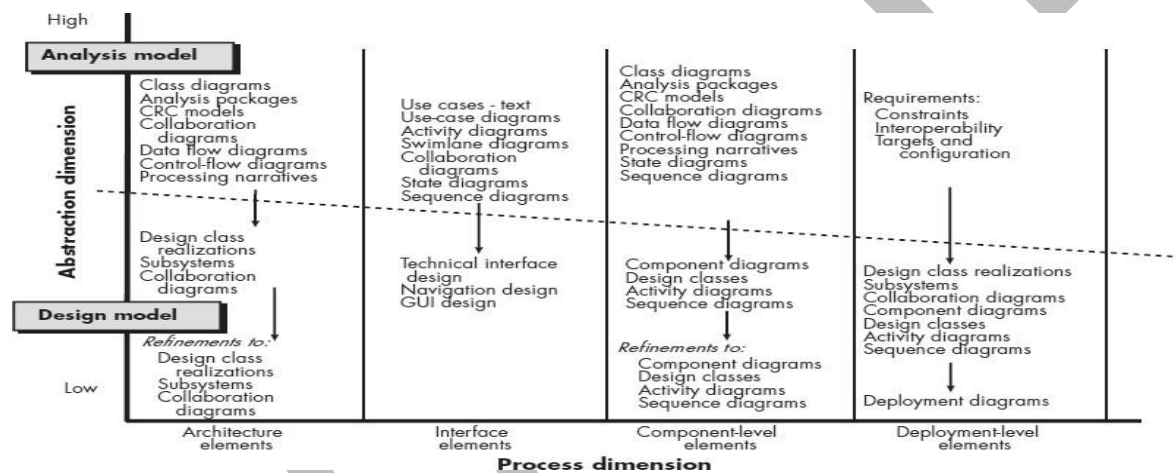 High
Analysis model
Abstraction dimension
Design model
Low
Class diagrams
Analysis packages
CRC models
Collaboration
diagrams
Data flow diagrams
Control-flow diagrams
Processing narratives
Design class
realizations
Subsystems
Collaboration
diagrams
Refinements to:
Design class
realizations
Subsystems
Collaboration
diagrams
Architecture
elements
Use cases - text
Use-case diagrams
Activity diagrams
Swimlane diagrams
Collaboration
diagrams
State diagrams
Sequence diagrams
Technical interface
design
Navigation design
GUI design
Interface
elements
Class diagrams
Analysis packages
CRC models
Collaboration diagrams
Data flow diagrams
Control-flow diagrams
Processing narratives
State diagrams
Sequence diagrams
Component diagrams
Design classes
Activity diagrams
Sequence diagrams
Refinements to:
Component diagrams
Design classes
Activity diagrams
Sequence diagrams
Component-level
elements
Requirements:
Constraints
Interoperability
Targets and
configuration
Design class realizations
Subsystems
Collaboration diagrams
Component diagrams
Design classes
Activity diagrams
Sequence diagrams
Deployment diagrams
Deployment-level
elements
Process dimension